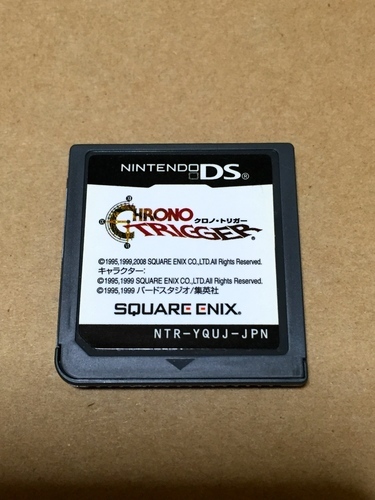 NINTENDO DS®
CHRONO
クロノ・トリガー
TRIGGER®
©1995,1999,2008 SQUARE ENIX CO.,LTD.All Rights Reserved.
キャラクター:
©1995,1999 SQUARE ENIX CO.,LTD.All Rights Reserved.
©1995,1999 バードスタジオ/集英社
SQUARE ENIX.
NTR-YQUJ-JPN